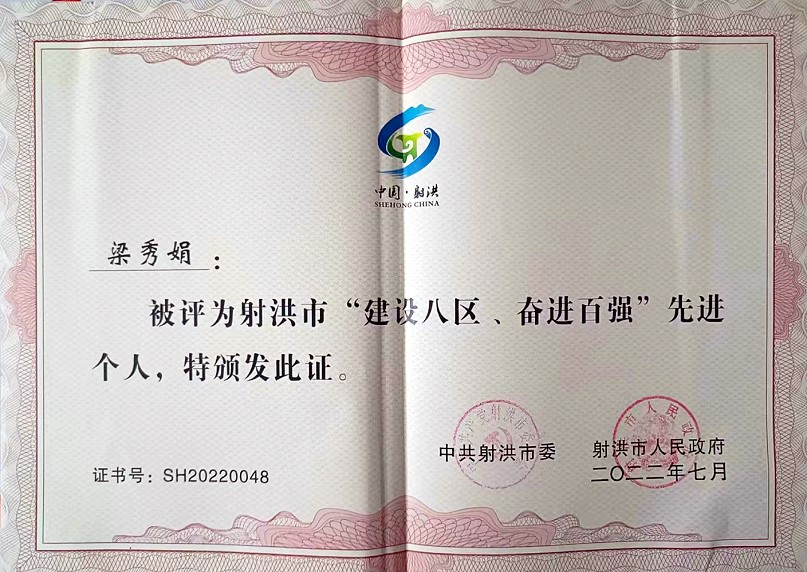 中国·射洪
SHEHONG CHINA
梁秀娟：
被评为射洪市“建设八区、奋进百强”先进
个人，特颁发此证。
中共射洪市委
射洪市人民政府
证书号：SH20220048
二〇二二年七月